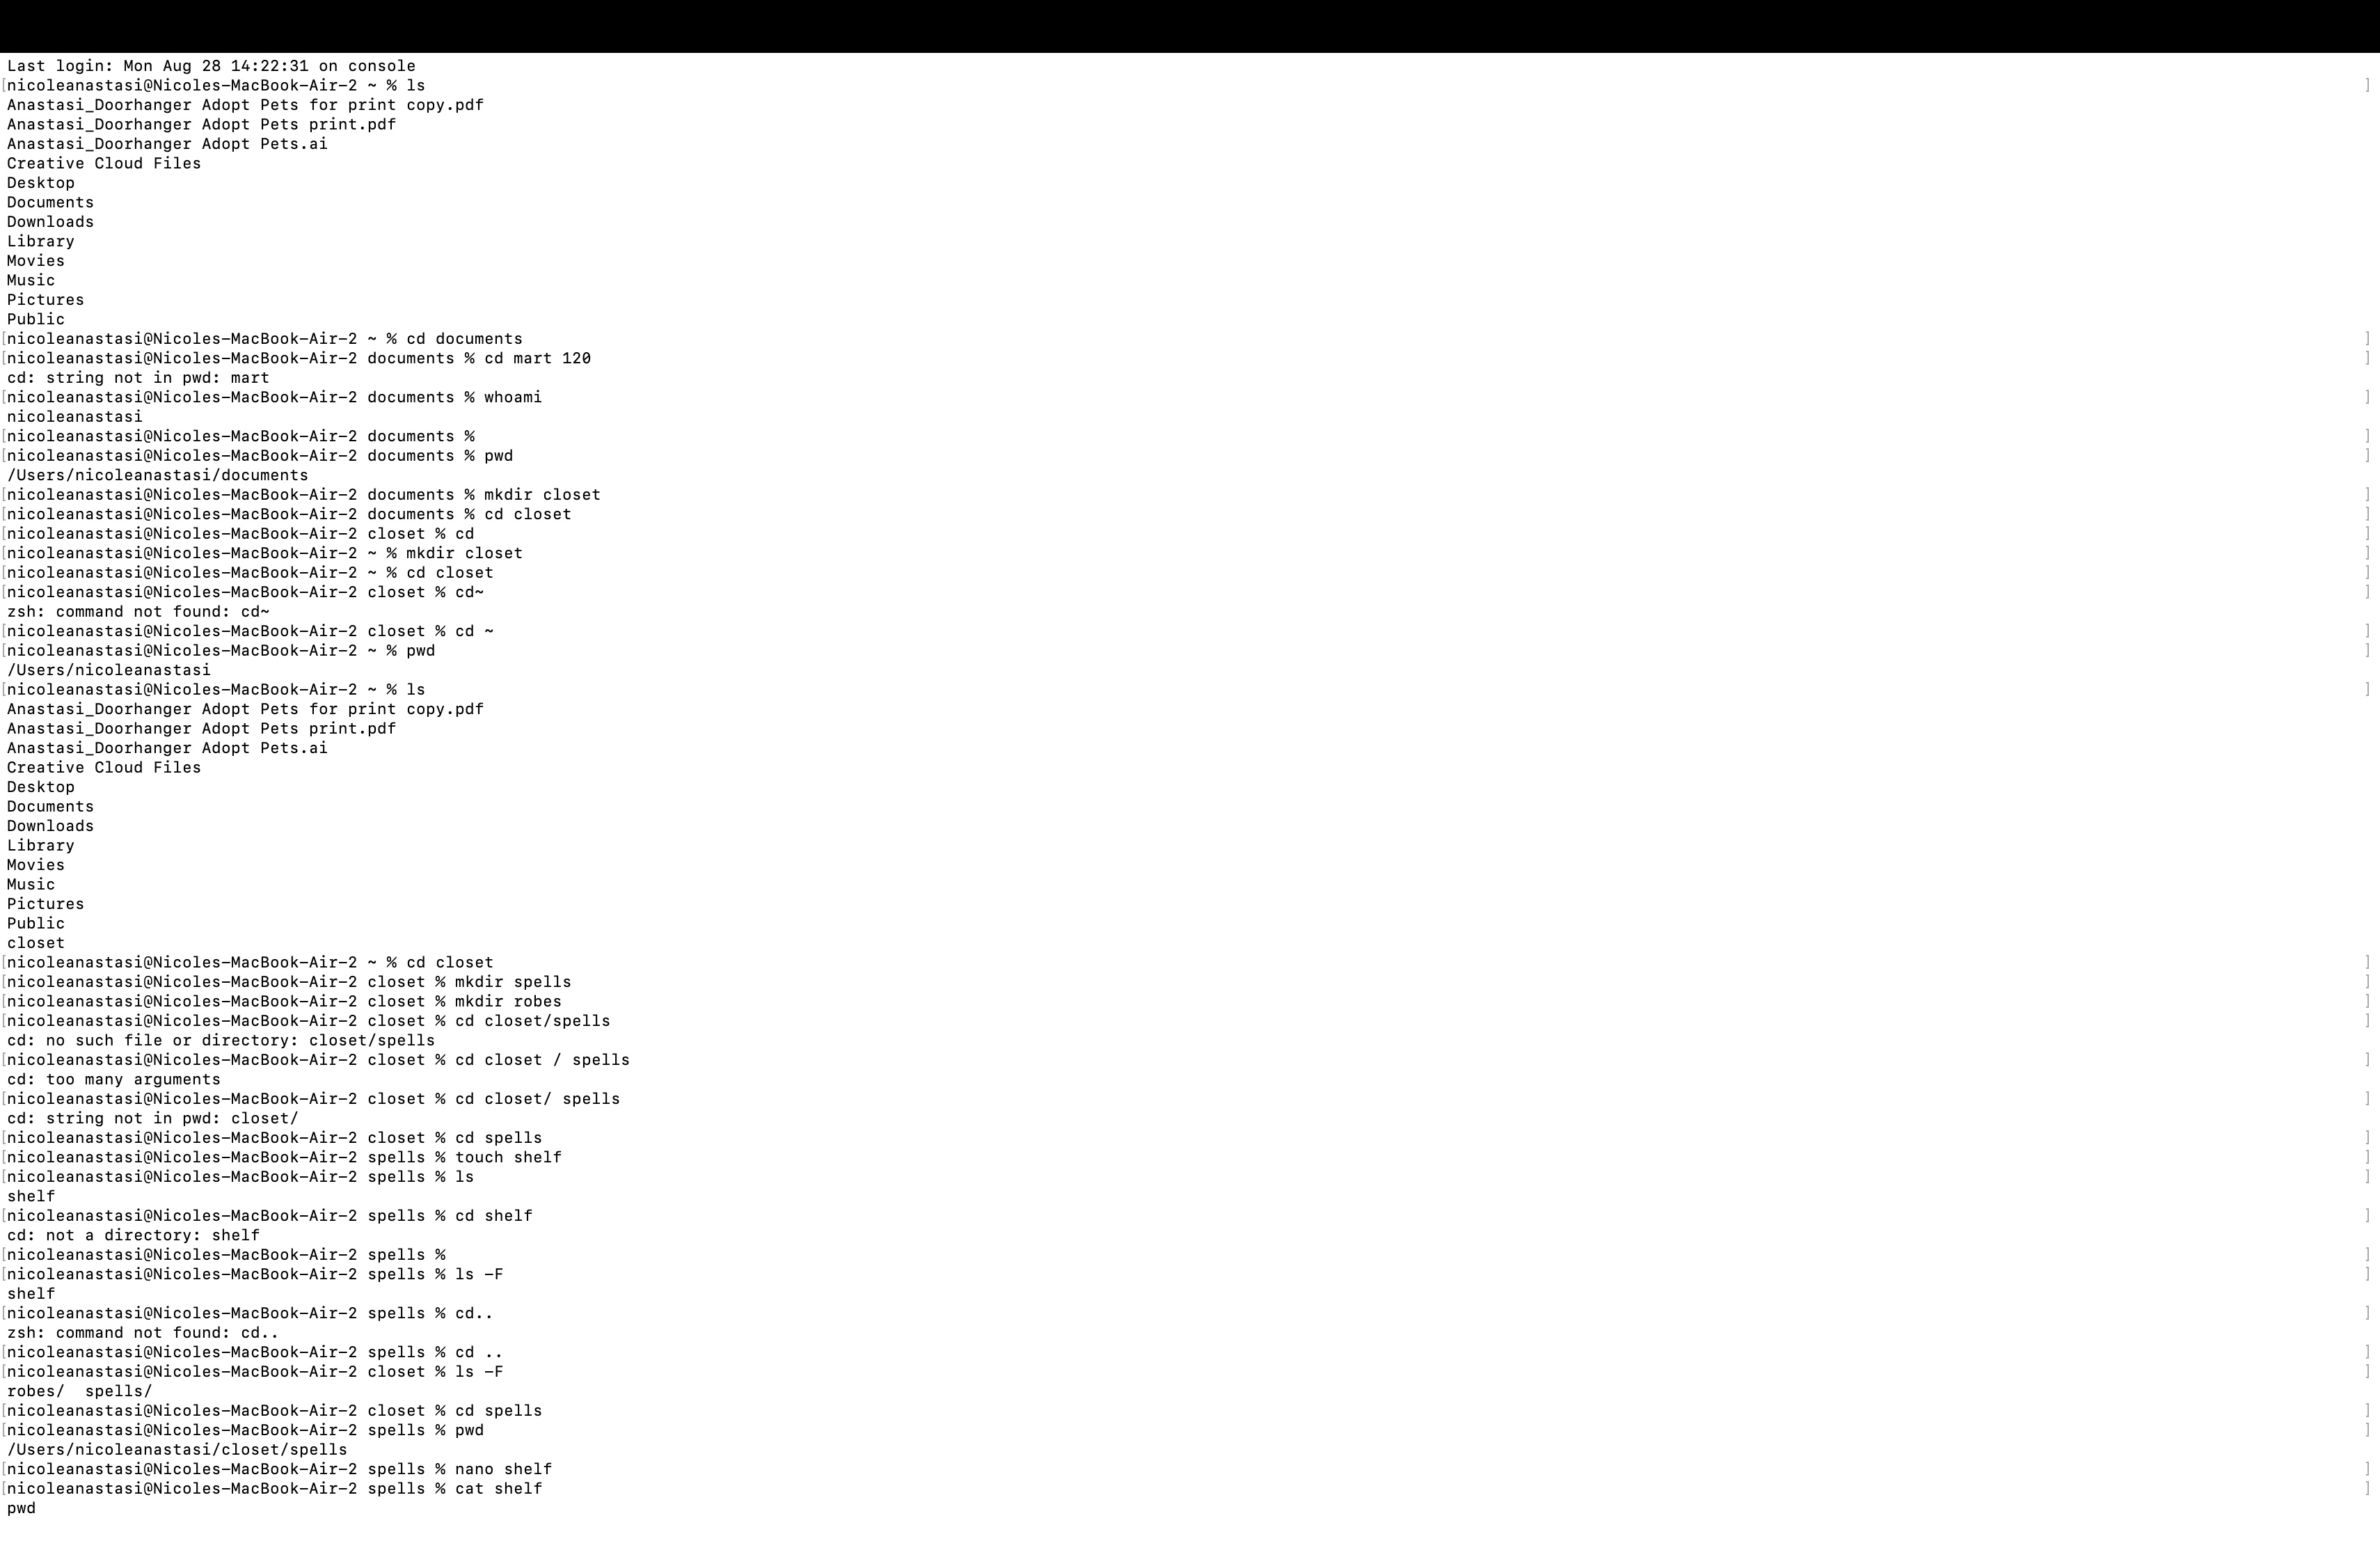 Last login: Mon Aug 28 14:22:31 on console
[nicoleanastasi@Nicoles-MacBook-Air-2 ~ % ls ]
Anastasi_Doorhanger Adopt Pets for print copy.pdf
Anastasi_Doorhanger Adopt Pets print.pdf
Anastasi_Doorhanger Adopt Pets.ai
Creative Cloud Files
Desktop
Documents
Downloads
Library
Movies
Music
Pictures
Public
[nicoleanastasi@Nicoles-MacBook-Air-2 ~ % cd documents ]
[nicoleanastasi@Nicoles-MacBook-Air-2 documents % cd mart 120 ]
cd: string not in pwd: mart
[nicoleanastasi@Nicoles-MacBook-Air-2 documents % whoami ]
nicoleanastasi
[nicoleanastasi@Nicoles-MacBook-Air-2 documents % ]
[nicoleanastasi@Nicoles-MacBook-Air-2 documents % pwd ]
/Users/nicoleanastasi/documents
[nicoleanastasi@Nicoles-MacBook-Air-2 documents % mkdir closet ]
[nicoleanastasi@Nicoles-MacBook-Air-2 documents % cd closet ]
[nicoleanastasi@Nicoles-MacBook-Air-2 closet % cd ]
[nicoleanastasi@Nicoles-MacBook-Air-2 ~ % mkdir closet ]
[nicoleanastasi@Nicoles-MacBook-Air-2 ~ % cd closet ]
[nicoleanastasi@Nicoles-MacBook-Air-2 closet % cd~ ]
zsh: command not found: cd~
[nicoleanastasi@Nicoles-MacBook-Air-2 closet % cd ~ ]
[nicoleanastasi@Nicoles-MacBook-Air-2 ~ % pwd ]
/Users/nicoleanastasi
[nicoleanastasi@Nicoles-MacBook-Air-2 ~ % ls ]
Anastasi_Doorhanger Adopt Pets for print copy.pdf
Anastasi_Doorhanger Adopt Pets print.pdf
Anastasi_Doorhanger Adopt Pets.ai
Creative Cloud Files
Desktop
Documents
Downloads
Library
Movies
Music
Pictures
Public
closet
[nicoleanastasi@Nicoles-MacBook-Air-2 ~ % cd closet ]
[nicoleanastasi@Nicoles-MacBook-Air-2 closet % mkdir spells ]
[nicoleanastasi@Nicoles-MacBook-Air-2 closet % mkdir robes ]
[nicoleanastasi@Nicoles-MacBook-Air-2 closet % cd closet/spells ]
cd: no such file or directory: closet/spells
[nicoleanastasi@Nicoles-MacBook-Air-2 closet % cd closet / spells ]
cd: too many arguments
[nicoleanastasi@Nicoles-MacBook-Air-2 closet % cd closet/ spells ]
cd: string not in pwd: closet/
[nicoleanastasi@Nicoles-MacBook-Air-2 closet % cd spells ]
[nicoleanastasi@Nicoles-MacBook-Air-2 spells % touch shelf ]
[nicoleanastasi@Nicoles-MacBook-Air-2 spells % ls ]
shelf
[nicoleanastasi@Nicoles-MacBook-Air-2 spells % cd shelf ]
cd: not a directory: shelf
[nicoleanastasi@Nicoles-MacBook-Air-2 spells % ]
[nicoleanastasi@Nicoles-MacBook-Air-2 spells % ls -F ]
shelf
[nicoleanastasi@Nicoles-MacBook-Air-2 spells % cd.. ]
zsh: command not found: cd..
[nicoleanastasi@Nicoles-MacBook-Air-2 spells % cd .. ]
[nicoleanastasi@Nicoles-MacBook-Air-2 closet % ls -F ]
robes/  spells/
[nicoleanastasi@Nicoles-MacBook-Air-2 closet % cd spells ]
[nicoleanastasi@Nicoles-MacBook-Air-2 spells % pwd ]
/Users/nicoleanastasi/closet/spells
[nicoleanastasi@Nicoles-MacBook-Air-2 spells % nano shelf ]
[nicoleanastasi@Nicoles-MacBook-Air-2 spells % cat shelf ]
pwd